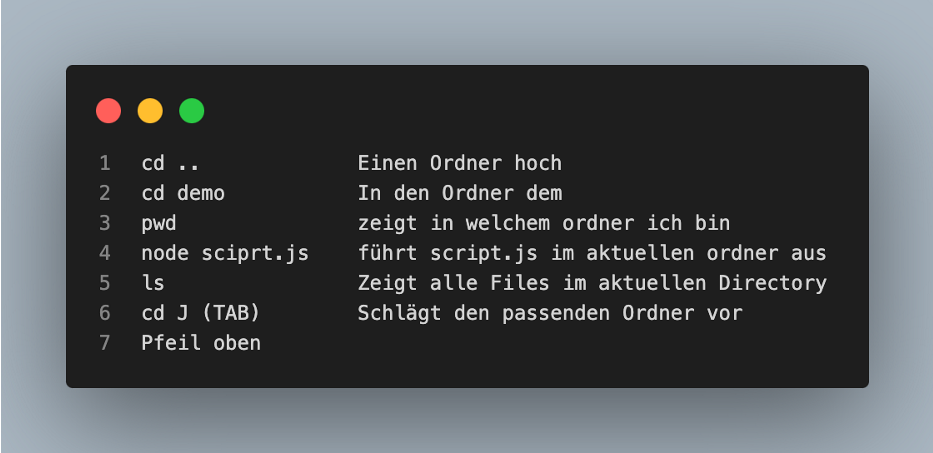 1 cd .. Einen Ordner hoch
2 cd demo In den Ordner dem
3 pwd zeigt in welchem ordner ich bin
4 node sciprt.js führt script.js im aktuellen ordner aus
5 ls Zeigt alle Files im aktuellen Directory
6 cd J (TAB) Schlägt den passenden Ordner vor
7 Pfeil oben